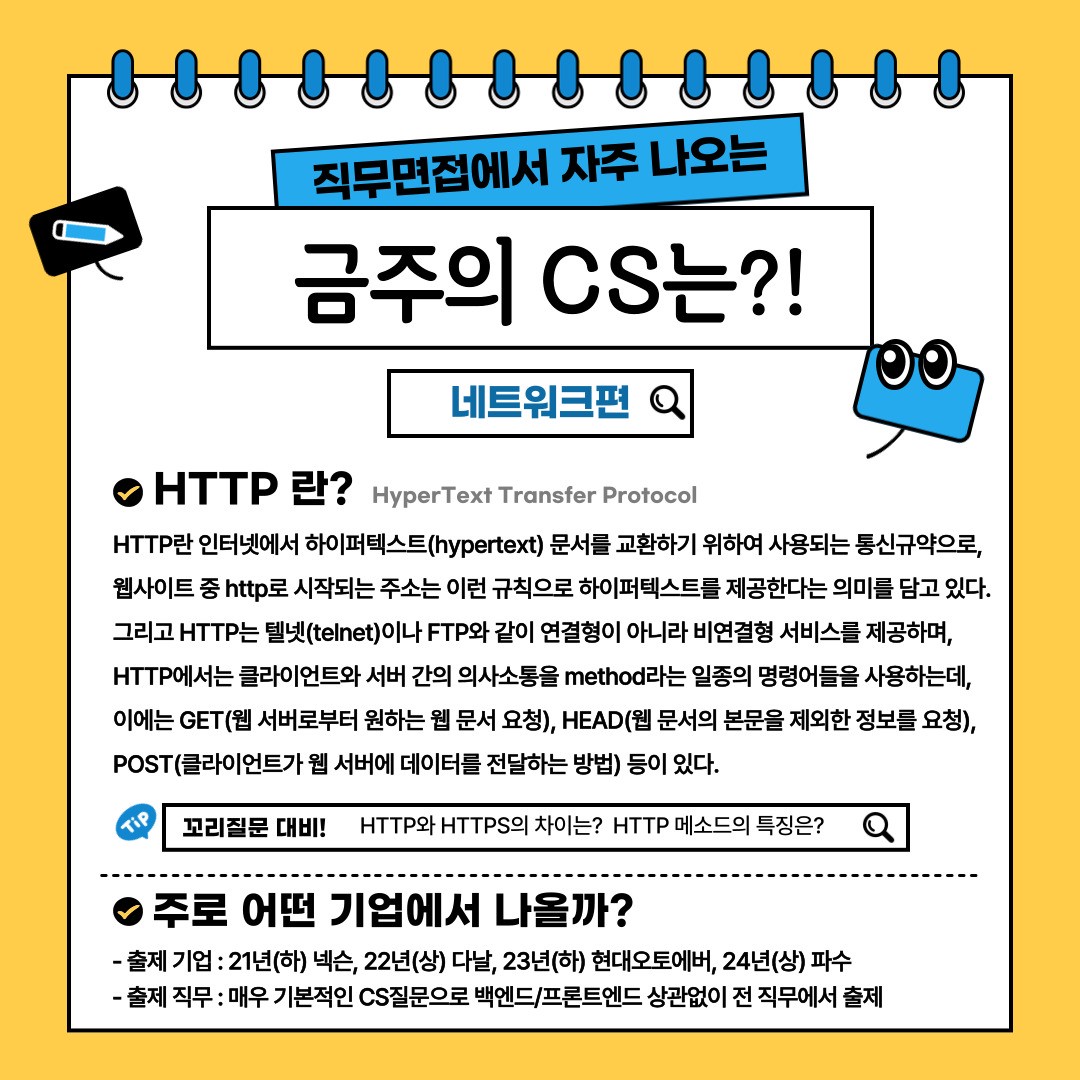 직무면접에서 자주 나오는
금주의 CS는?!
네트워크편
HTTP 란? HyperText Transfer Protocol
HTTP란 인터넷에서 하이퍼텍스트(hypertext) 문서를 교환하기 위하여 사용되는 통신규약으로,
웹사이트 중 http로 시작되는 주소는 이런 규칙으로 하이퍼텍스트를 제공한다는 의미를 담고 있다.
그리고 HTTP는 텔넷(telnet)이나 FTP와 같이 연결형이 아니라 비연결형 서비스를 제공하며,
HTTP에서는 클라이언트와 서버 간의 의사소통을 method라는 일종의 명령어들을 사용하는데,
이에는 GET(웹 서버로부터 원하는 웹 문서 요청), HEAD(웹 문서의 본문을 제외한 정보를 요청),
POST(클라이언트가 웹 서버에 데이터를 전달하는 방법) 등이 있다.
TiP 꼬리질문 대비! HTTP와 HTTPS의 차이는? HTTP 메소드의 특징은?
주로 어떤 기업에서 나올까?
- 출제 기업 : 21년(하) 넥슨, 22년(상) 다날, 23년(하) 현대오토에버, 24년(상) 파수
- 출제 직무 : 매우 기본적인 CS질문으로 백엔드/프론트엔드 상관없이 전 직무에서 출제